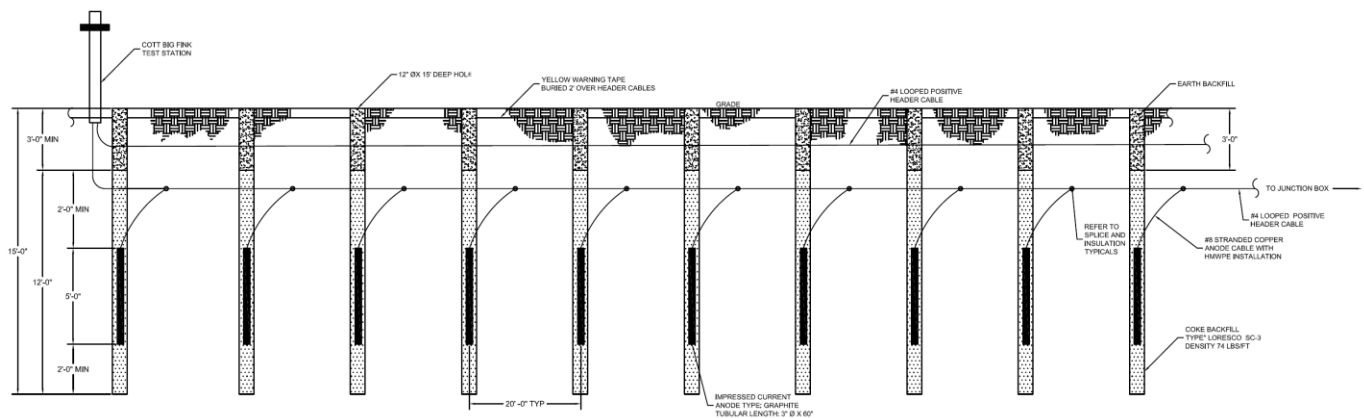 COTT BIG FINK
TEST STATION
12" ØX 15' DEEP HOLE
YELLOW WARNING TAPE
BURIED 2' OVER HEADER CABLES
GRADE
#4 LOOPED POSITIVE
HEADER CABLE
EARTH BACKFILL
3'-0" MIN
3'-0"
2'-0" MIN
15'-0"
12'-0"
5'-0"
2'-0" MIN
TO JUNCTION BOX
#4 LOOPED POSITIVE
HEADER CABLE
REFER TO
SPLICE AND
INSULATION
TYPICALS
#8 STRANDED COPPER
ANODE CABLE WITH
HMWPE INSTALLATION
COKE BACKFILL
TYPE" LORESCO SC-3
DENSITY 74 LBS/FT
20'-0" TYP
IMPRESSED CURRENT
ANODE TYPE; GRAPHITE
TUBULAR LENGTH: 3" Ø X 60"